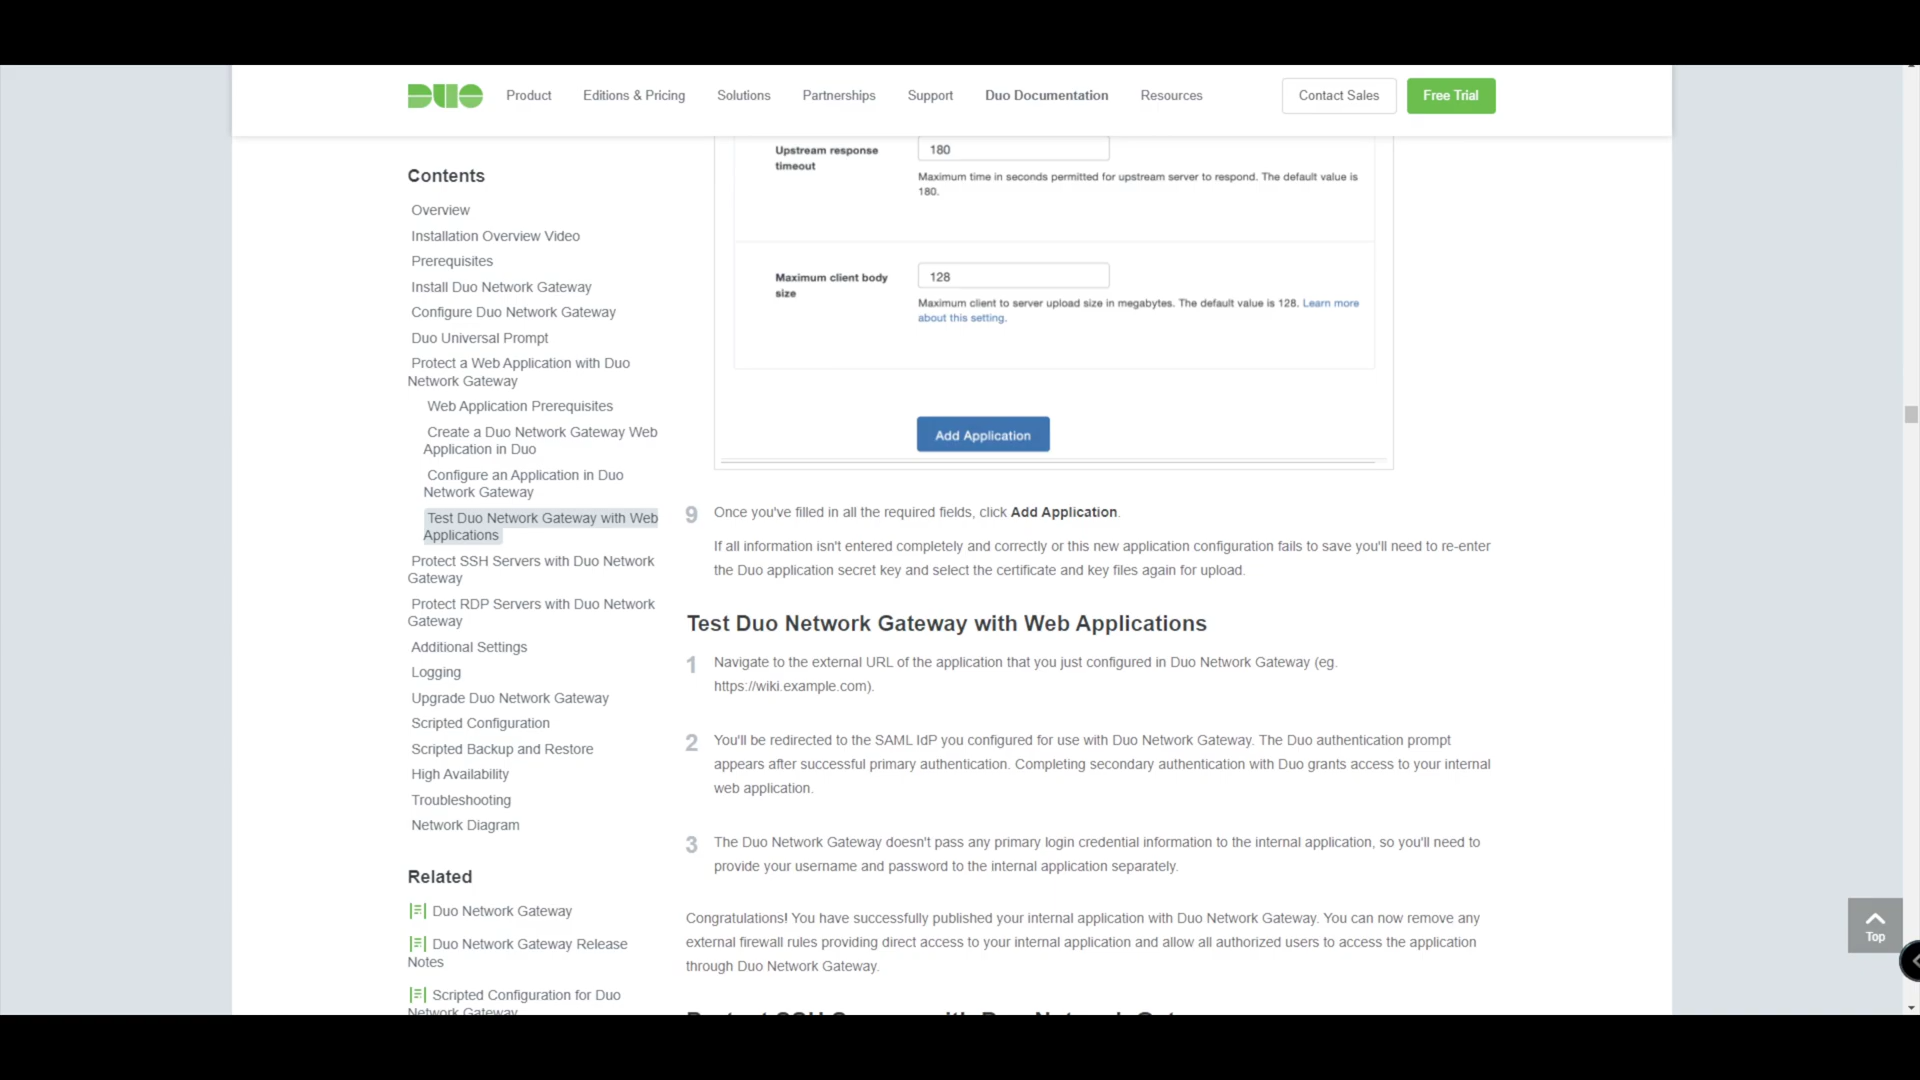 DUO
Product
Editions & Pricing
Solutions
Partnerships
Support
Duo Documentation
Resources
Contact Sales
Free Trial
Contents
Overview
Installation Overview Video
Prerequisites
Install Duo Network Gateway
Configure Duo Network Gateway
Duo Universal Prompt
Protect a Web Application with Duo
Network Gateway
Web Application Prerequisites
Create a Duo Network Gateway Web
Application in Duo
Configure an Application in Duo
Network Gateway
Test Duo Network Gateway with Web
Applications
Protect SSH Servers with Duo Network
Gateway
Protect RDP Servers with Duo Network
Gateway
Additional Settings
Logging
Upgrade Duo Network Gateway
Scripted Configuration
Scripted Backup and Restore
High Availability
Troubleshooting
Network Diagram
Related
Duo Network Gateway
Duo Network Gateway Release
Notes
Scripted Configuration for Duo
Network Gateway
Upstream response
timeout
180
Maximum time in seconds permitted for upstream server to respond. The default value is
180.
Maximum client body
size
128
Maximum client to server upload size in megabytes. The default value is 128. Learn more
about this setting.
Add Application
9 Once you've filled in all the required fields, click Add Application.
If all information isn't entered completely and correctly or this new application configuration fails to save you'll need to re-enter
the Duo application secret key and select the certificate and key files again for upload.
Test Duo Network Gateway with Web Applications
1 Navigate to the external URL of the application that you just configured in Duo Network Gateway (eg.
https://wiki.example.com).
2 You'll be redirected to the SAML IdP you configured for use with Duo Network Gateway. The Duo authentication prompt
appears after successful primary authentication. Completing secondary authentication with Duo grants access to your internal
web application.
3 The Duo Network Gateway doesn't pass any primary login credential information to the internal application, so you'll need to
provide your username and password to the internal application separately.
Congratulations! You have successfully published your internal application with Duo Network Gateway. You can now remove any
external firewall rules providing direct access to your internal application and allow all authorized users to access the application
through Duo Network Gateway.
Protect SSH Servers with Duo Network Gateway
Top